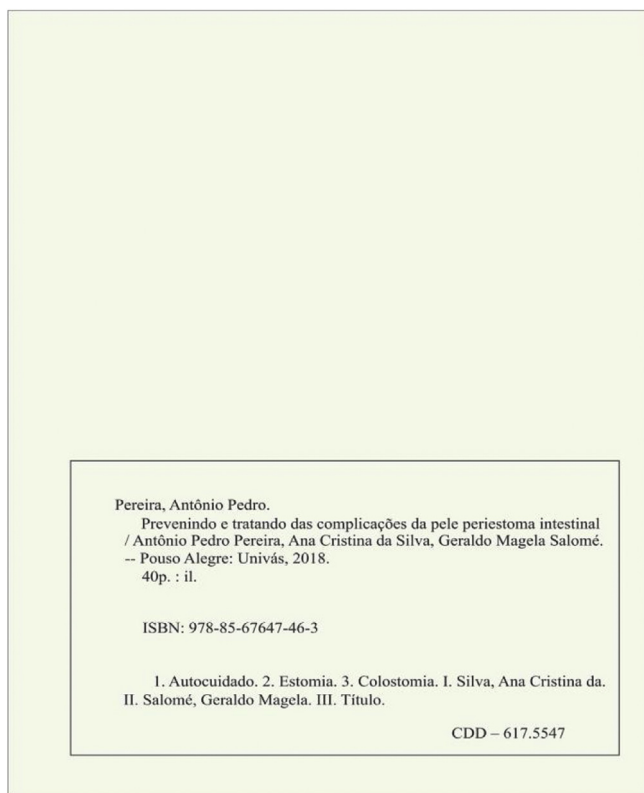 Pereira, Antônio Pedro.
Prevenindo e tratando das complicações da pele periestoma intestinal
/ Antônio Pedro Pereira, Ana Cristina da Silva, Geraldo Magela Salomé.
-- Pouso Alegre: Univás, 2018.
40p. : il.
ISBN: 978-85-67647-46-3
1. Autocuidado. 2. Estomia. 3. Colostomia. I. Silva, Ana Cristina da.
II. Salomé, Geraldo Magela. III. Título.
CDD – 617.5547